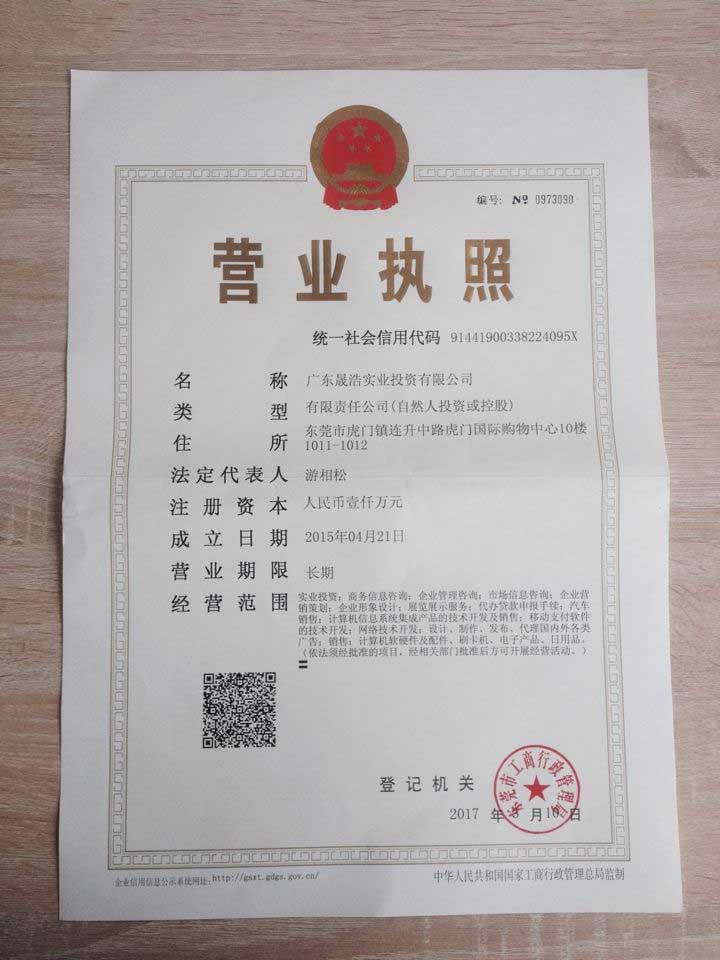 编号: № 0973090
营业执照
统一社会信用代码 91441900338224095X
名称 广东晟浩实业投资有限公司
类型 有限责任公司(自然人投资或控股)
住所 东莞市虎门镇连升中路虎门国际购物中心10楼
1011-1012
法定代表人 游相松
注册资本 人民币壹仟万元
成立日期 2015年04月21日
营业期限 长期
经营范围 实业投资；商务信息咨询；企业管理咨询；市场信息咨询；企业营
销策划；企业形象设计；展览展示服务；代办贷款申报手续；汽车
销售；计算机信息系统集成产品的技术开发及销售；移动支付软件
的技术开发；网络技术开发；设计、制作、发布、代理国内外各类
广告；销售：计算机软硬件及配件、刷卡机、电子产品、日用品。
（依法须经批准的项目，经相关部门批准后方可开展经营活动。）
登记机关
东莞市工商行政管理局
2017 年 月10日
企业信用信息公示系统网址: http://gsxt.gdgs.gov.cn/
中华人民共和国国家工商行政管理总局监制